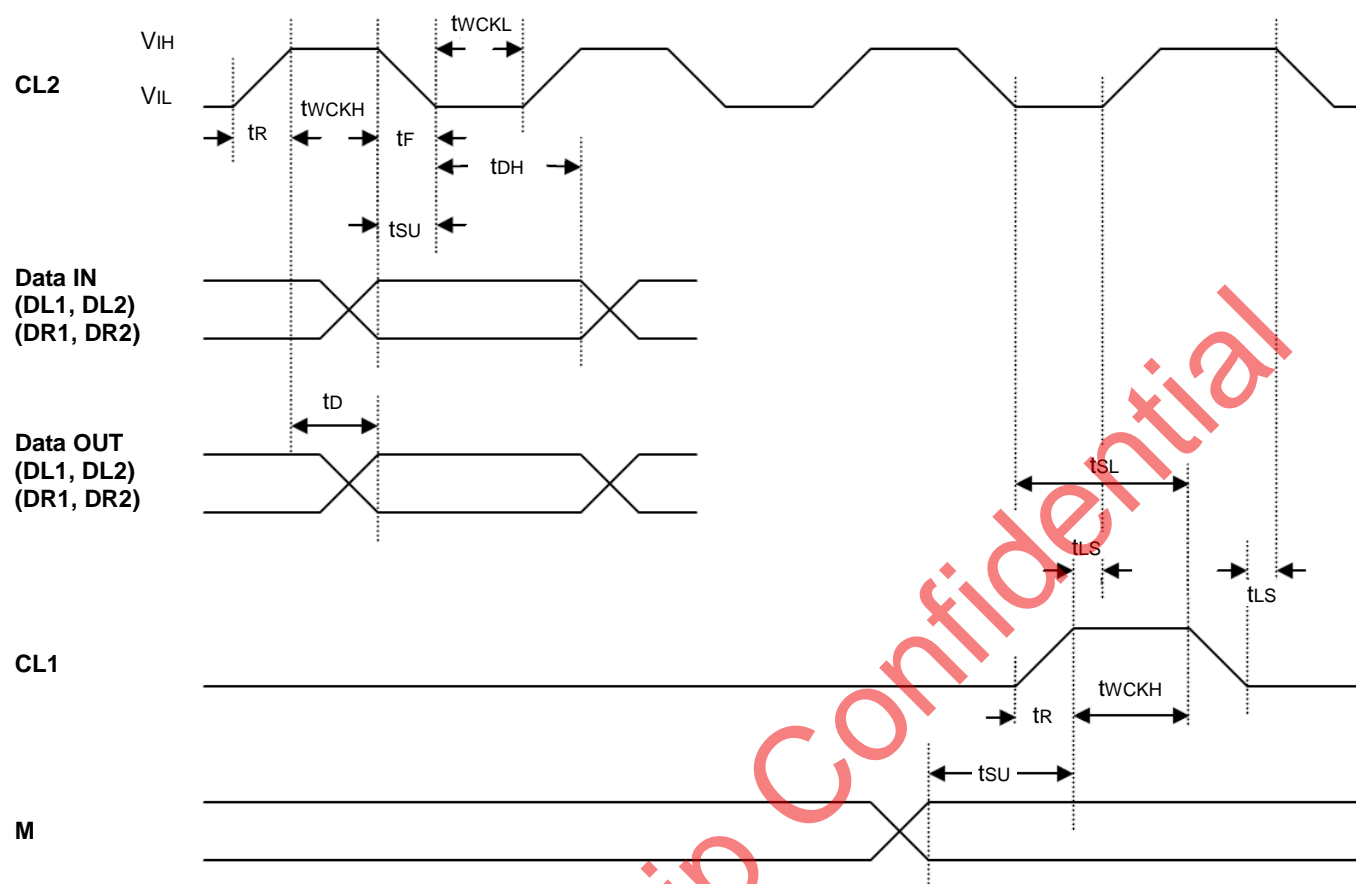 tWCKL
VIH
CL2
VIL
tWCKH
tR
tF
tDH
tSU
Data IN
(DL1, DL2)
(DR1, DR2)
tD
Data OUT
(DL1, DL2)
(DR1, DR2)
tSL
tLS
tLS
CL1
tWCKH
tR
tSU
M
Confidential